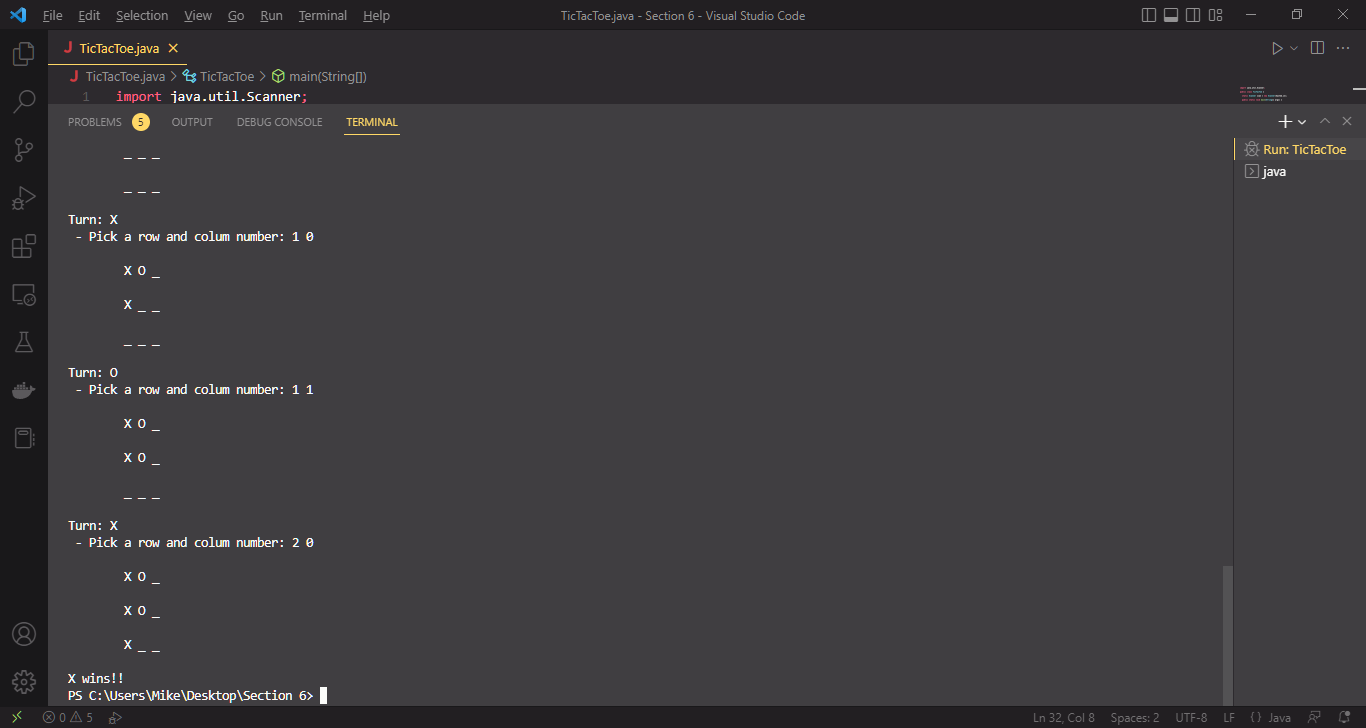 File Edit Selection View Go Run Terminal Help TicTacToe.java - Section 6 - Visual Studio Code
J TicTacToe.java
J TicTacToe.java > TicTacToe > main(String[])
1 import java.util.Scanner;
PROBLEMS 5 OUTPUT DEBUG CONSOLE TERMINAL
Run: TicTacToe
java
_ _ _
_ _ _
Turn: X
- Pick a row and colum number: 1 0
X O _
X _ _
_ _ _
Turn: O
- Pick a row and colum number: 1 1
X O _
X O _
_ _ _
Turn: X
- Pick a row and colum number: 2 0
X O _
X O _
X _ _
X wins!!
PS C:\Users\Mike\Desktop\Section 6>
0 5 Ln 32, Col 8 Spaces: 2 UTF-8 LF {} Java